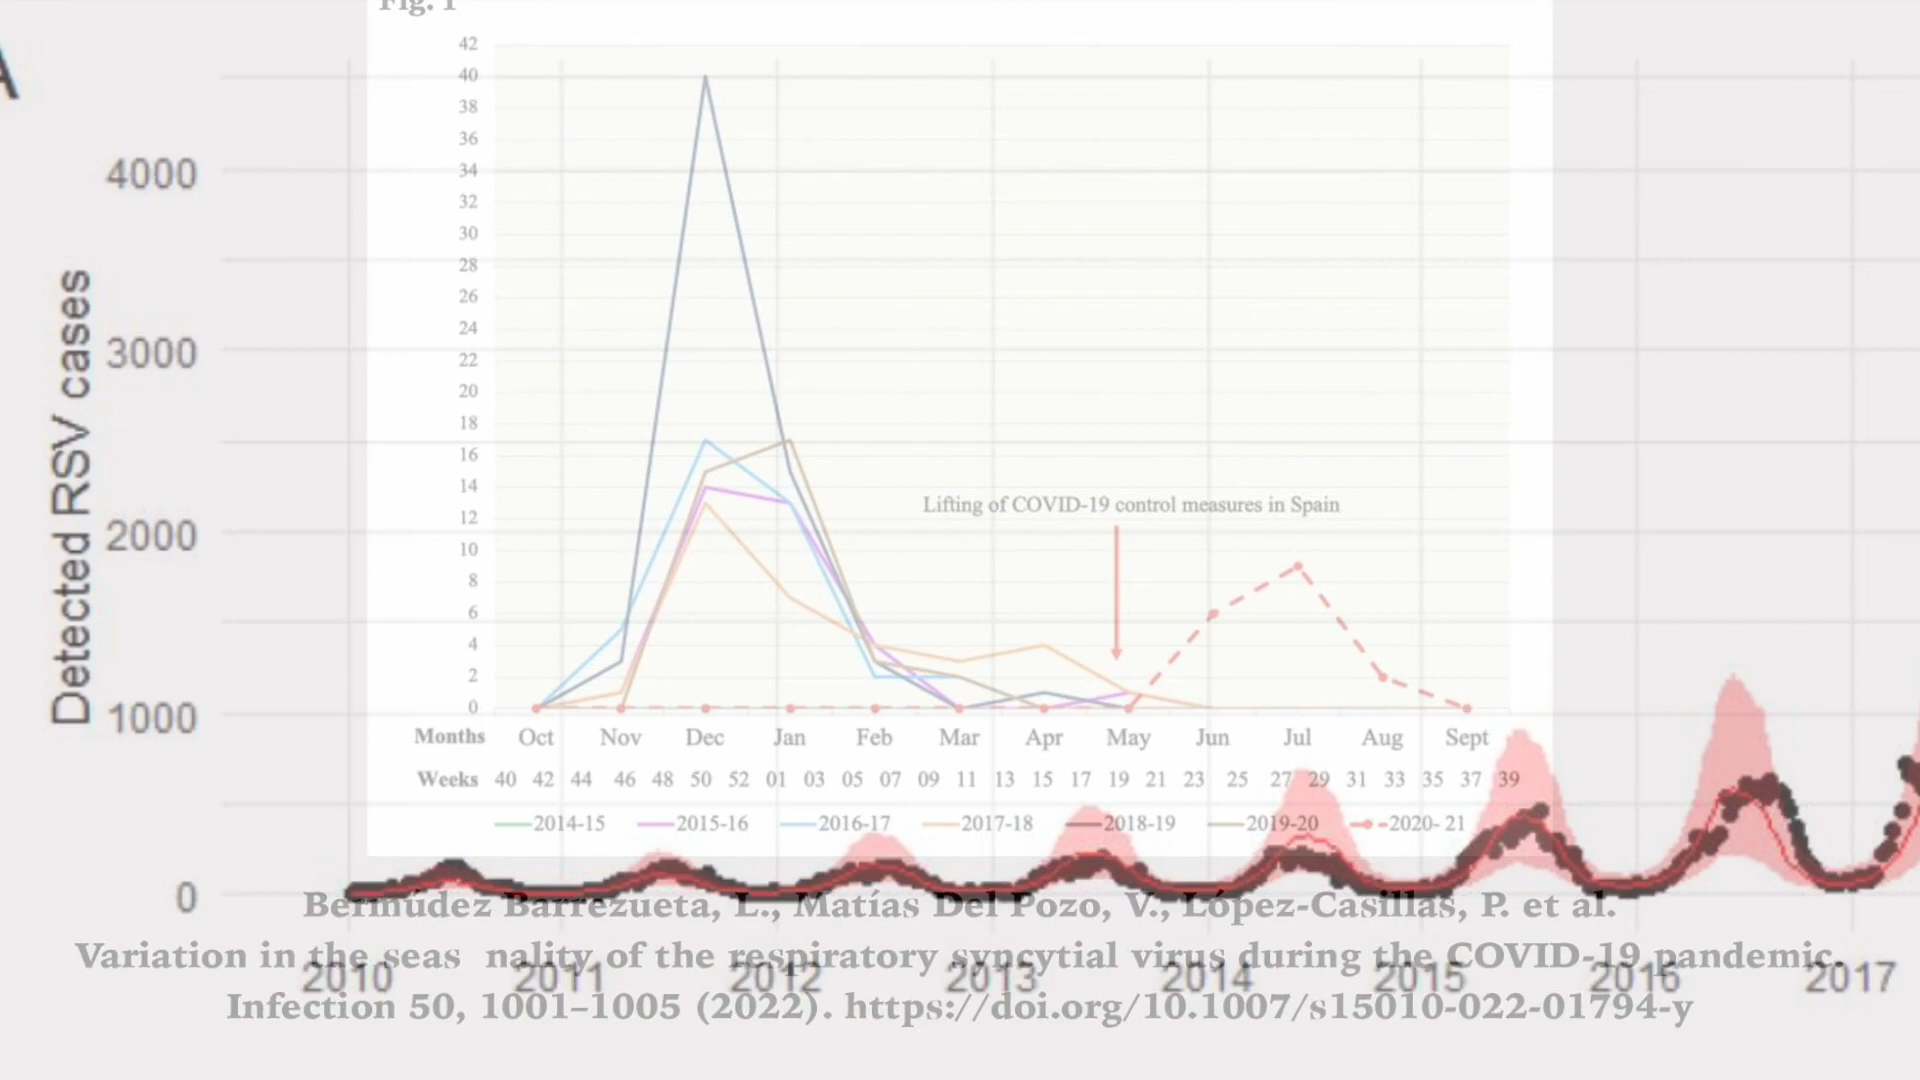 Fig. 1
A
42
40
38
36
34
32
30
28
26
24
22
20
18
16
14
12
10
8
6
4
2
0
Lifting of COVID-19 control measures in Spain
Months Oct Nov Dec Jan Feb Mar Apr May Jun Jul Aug Sept
Weeks 40 42 44 46 48 50 52 01 03 05 07 09 11 13 15 17 19 21 23 25 27 29 31 33 35 37 39
2014-15 2015-16 2016-17 2017-18 2018-19 2019-20 2020- 21
Detected RSV cases
4000
3000
2000
1000
0
2010 2011 2012 2013 2014 2015 2016 2017
Bermúdez Barrezueta, L., Matías Del Pozo, V., López-Casillas, P. et al.
Variation in the seas nality of the respiratory syncytial virus during the COVID-19 pandemic.
Infection 50, 1001–1005 (2022). https://doi.org/10.1007/s15010-022-01794-y